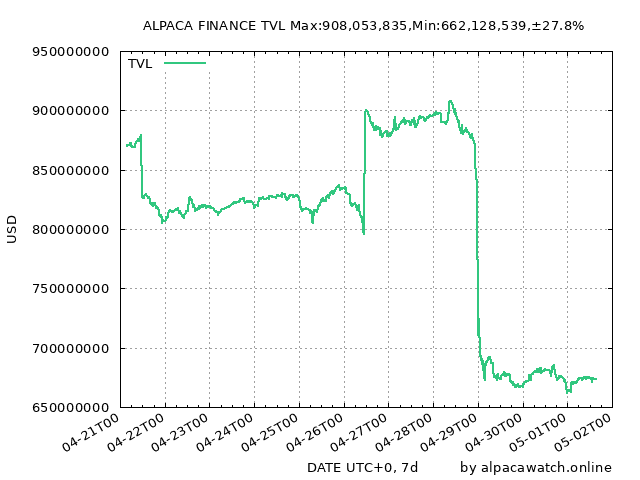 ALPACA FINANCE TVL Max:908,053,835,Min:662,128,539,±27.8%
TVL
950000000
900000000
850000000
800000000
750000000
700000000
650000000
USD
04-21T00
04-22T00
04-23T00
04-24T00
04-25T00
04-26T00
04-27T00
04-28T00
04-29T00
04-30T00
05-01T00
05-02T00
DATE UTC+0, 7d by alpacawatch.online